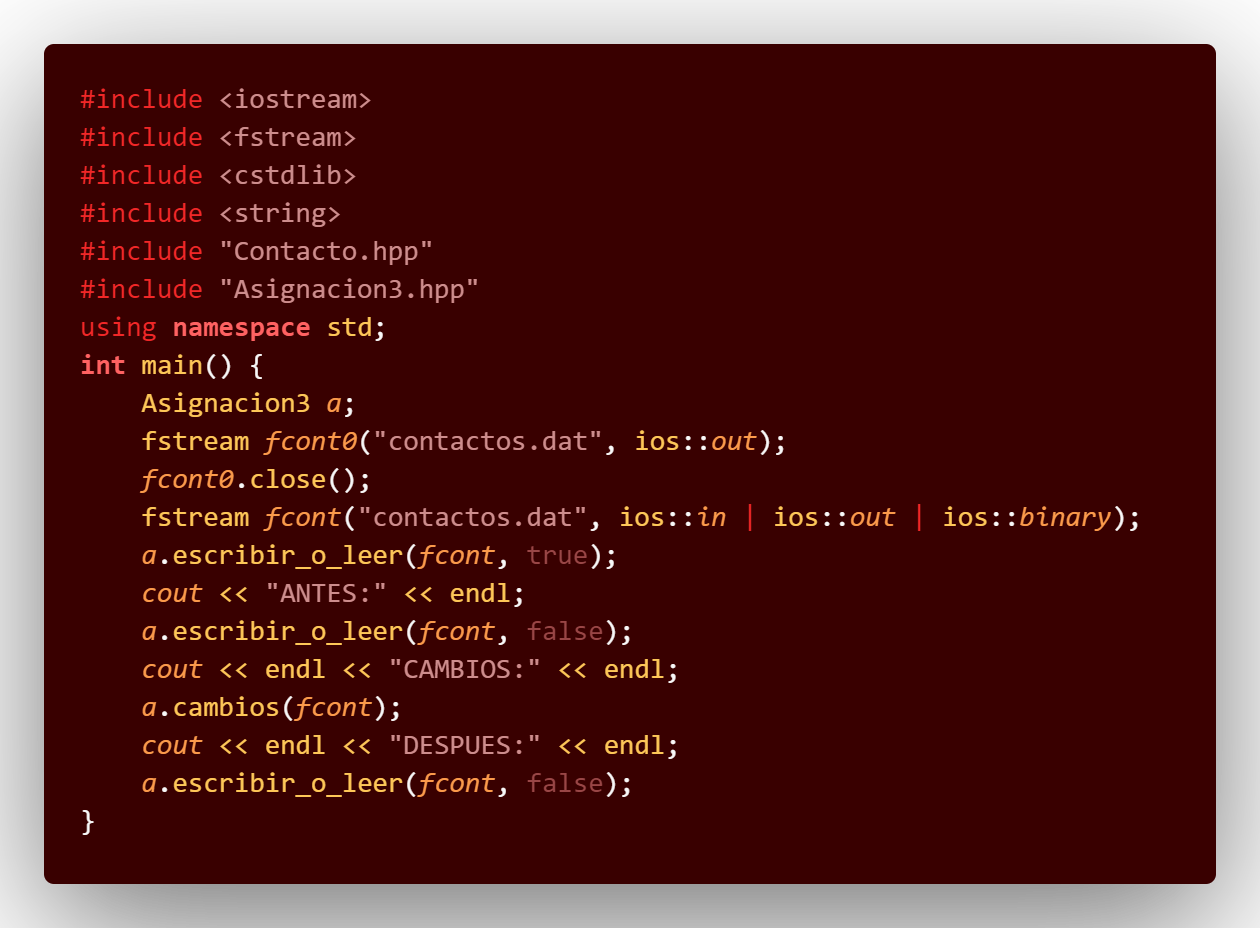 #include <iostream>
#include <fstream>
#include <cstdlib>
#include <string>
#include "Contacto.hpp"
#include "Asignacion3.hpp"
using namespace std;
int main() {
    Asignacion3 a;
    fstream fcont0("contactos.dat", ios::out);
    fcont0.close();
    fstream fcont("contactos.dat", ios::in | ios::out | ios::binary);
    a.escribir_o_leer(fcont, true);
    cout << "ANTES:" << endl;
    a.escribir_o_leer(fcont, false);
    cout << endl << "CAMBIOS:" << endl;
    a.cambios(fcont);
    cout << endl << "DESPUES:" << endl;
    a.escribir_o_leer(fcont, false);
}